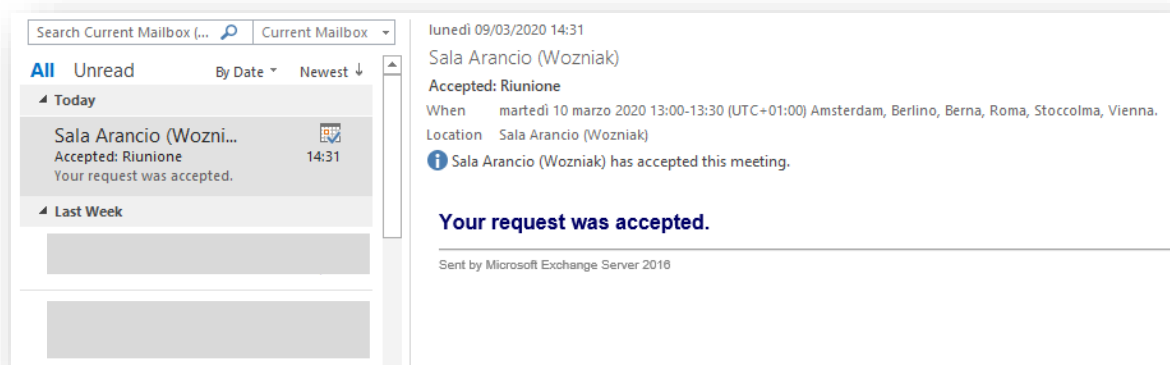 Search Current Mailbox (... Current Mailbox
All Unread By Date Newest ↓
Today
Sala Arancio (Wozni...
Accepted: Riunione 14:31
Your request was accepted.
Last Week
lunedì 09/03/2020 14:31
Sala Arancio (Wozniak)
Accepted: Riunione
When martedì 10 marzo 2020 13:00-13:30 (UTC+01:00) Amsterdam, Berlino, Berna, Roma, Stoccolma, Vienna.
Location Sala Arancio (Wozniak)
Sala Arancio (Wozniak) has accepted this meeting.
Your request was accepted.
Sent by Microsoft Exchange Server 2016